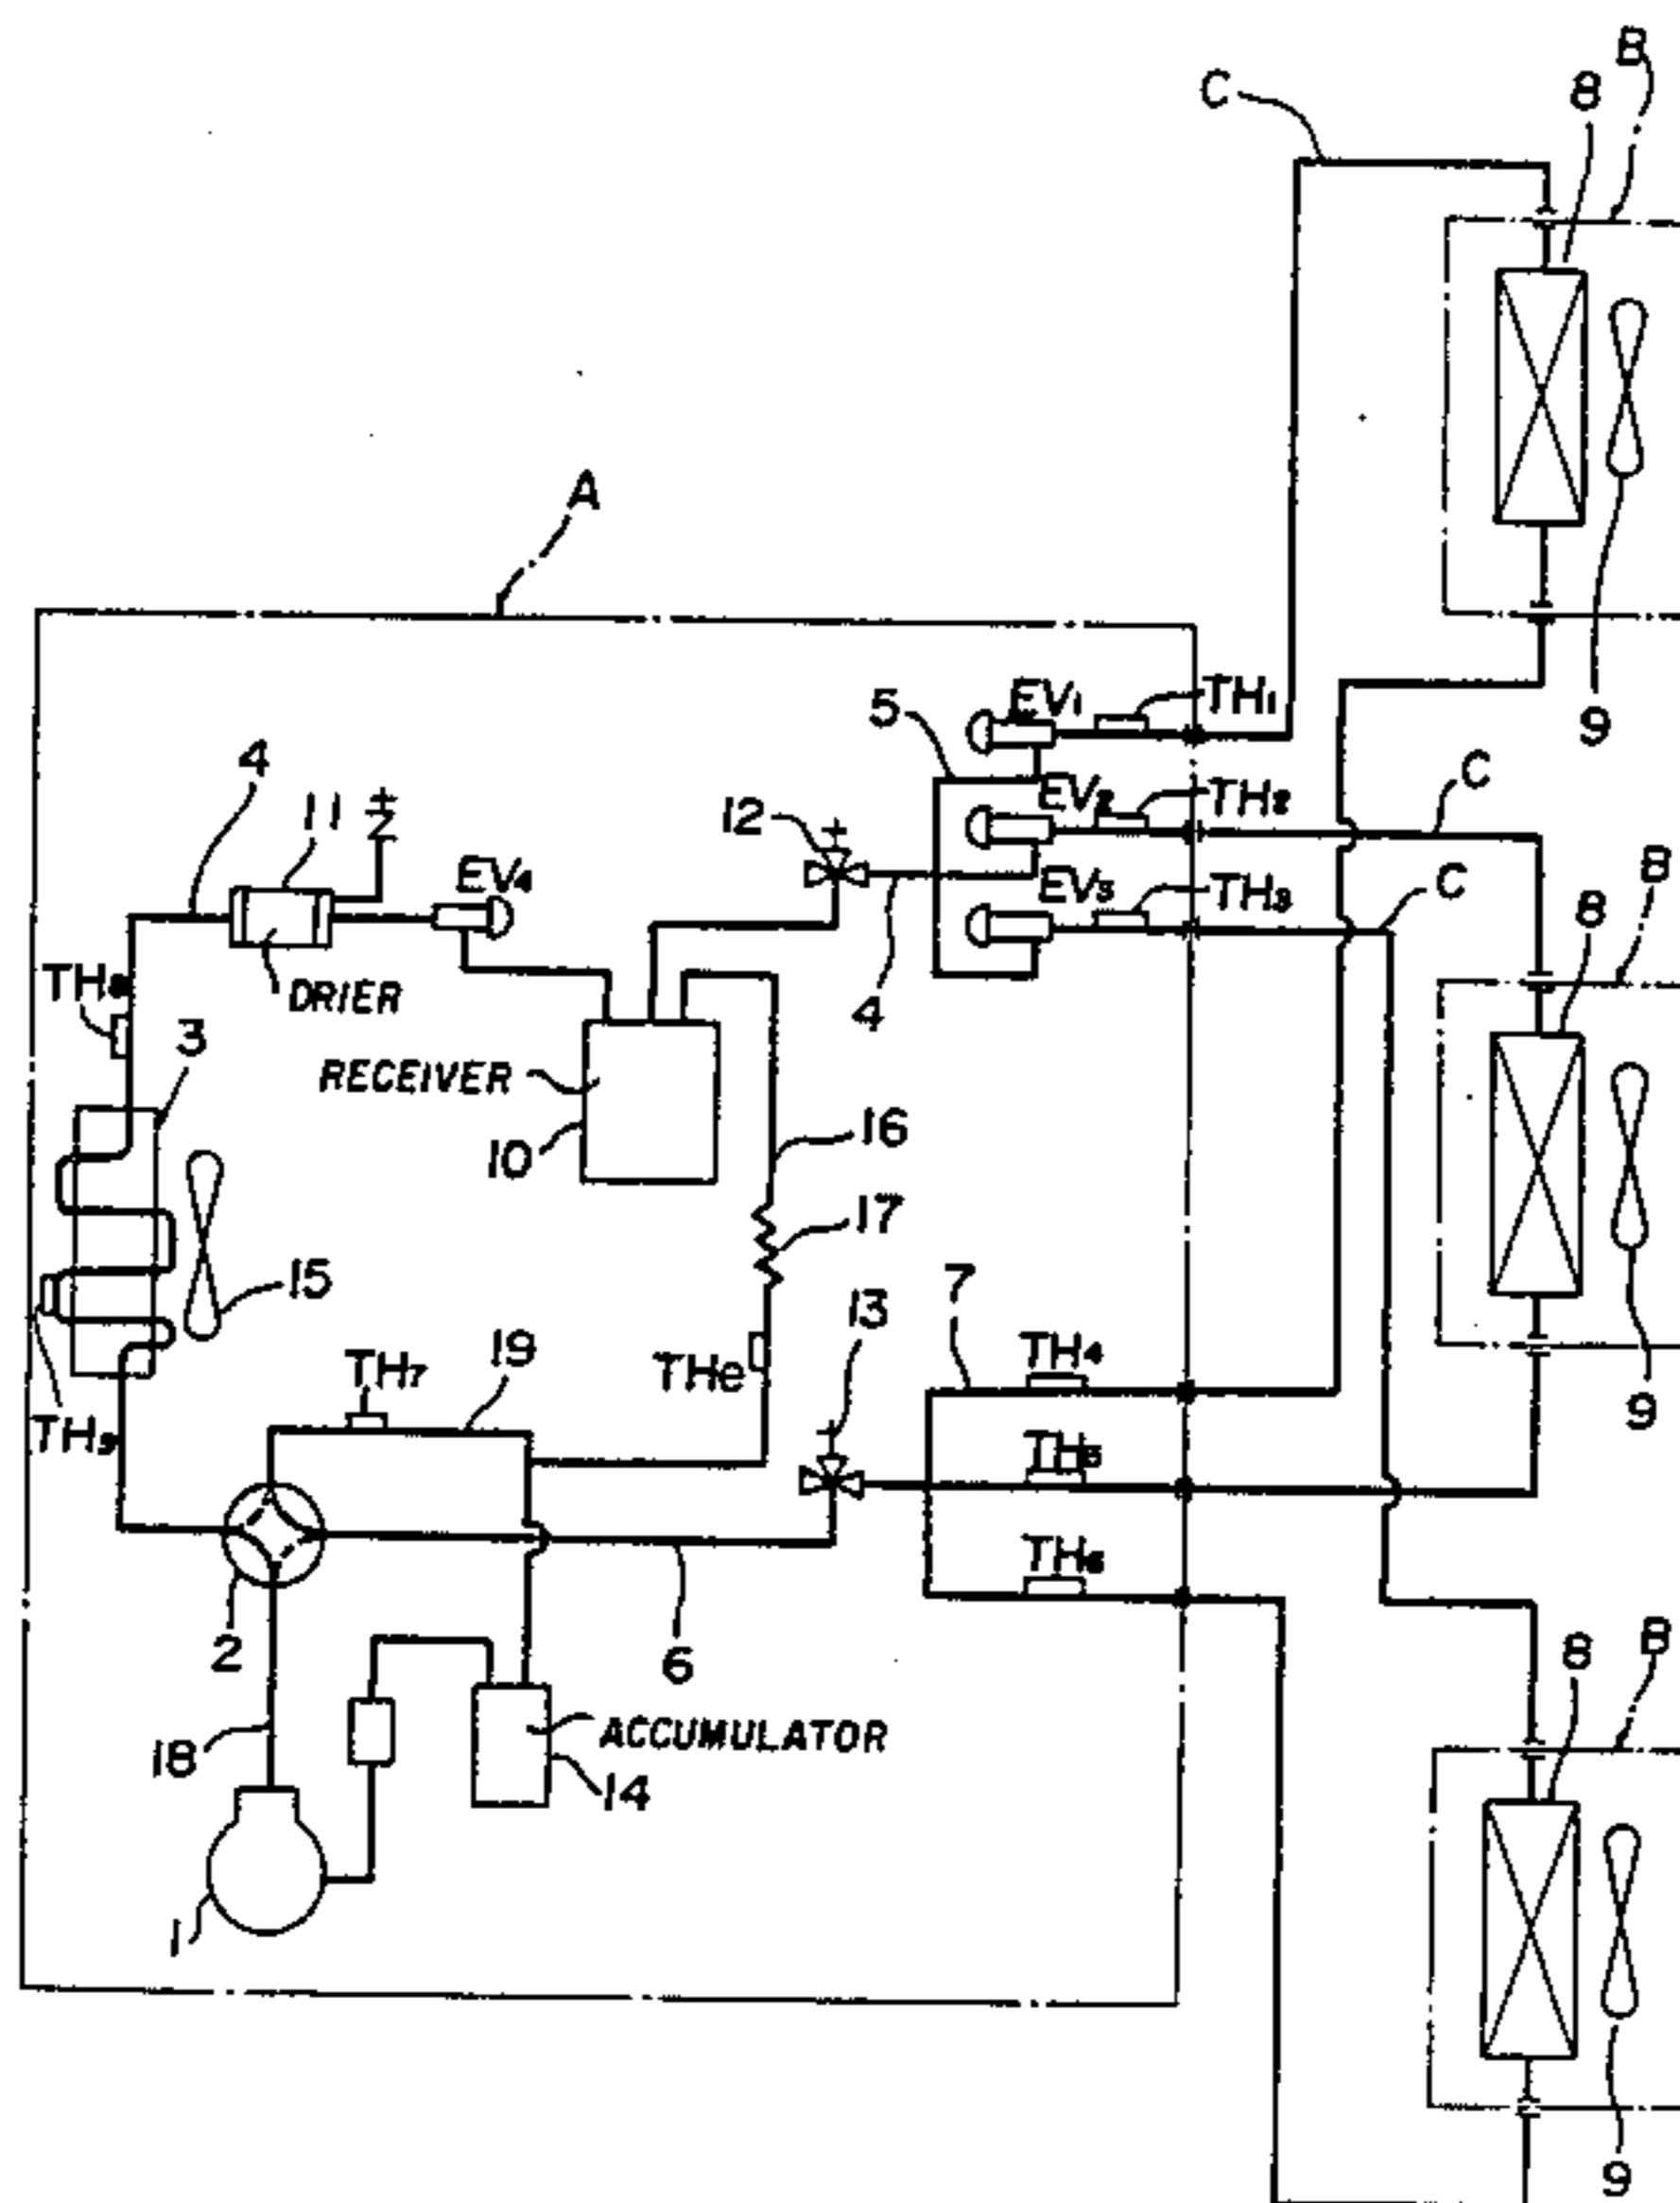 B
8
C
A
9
5
EV1
TH1
4
11
12
EV2
TH2
C
EV4
EV3
TH3
C
8
B
TH8
DRIER
4
3
RECEIVER
10
16
17
15
7
13
TH4
9
TH7
19
THe
TH9
TH5
TH6
2
6
8
B
18
ACCUMULATOR
14
1
9